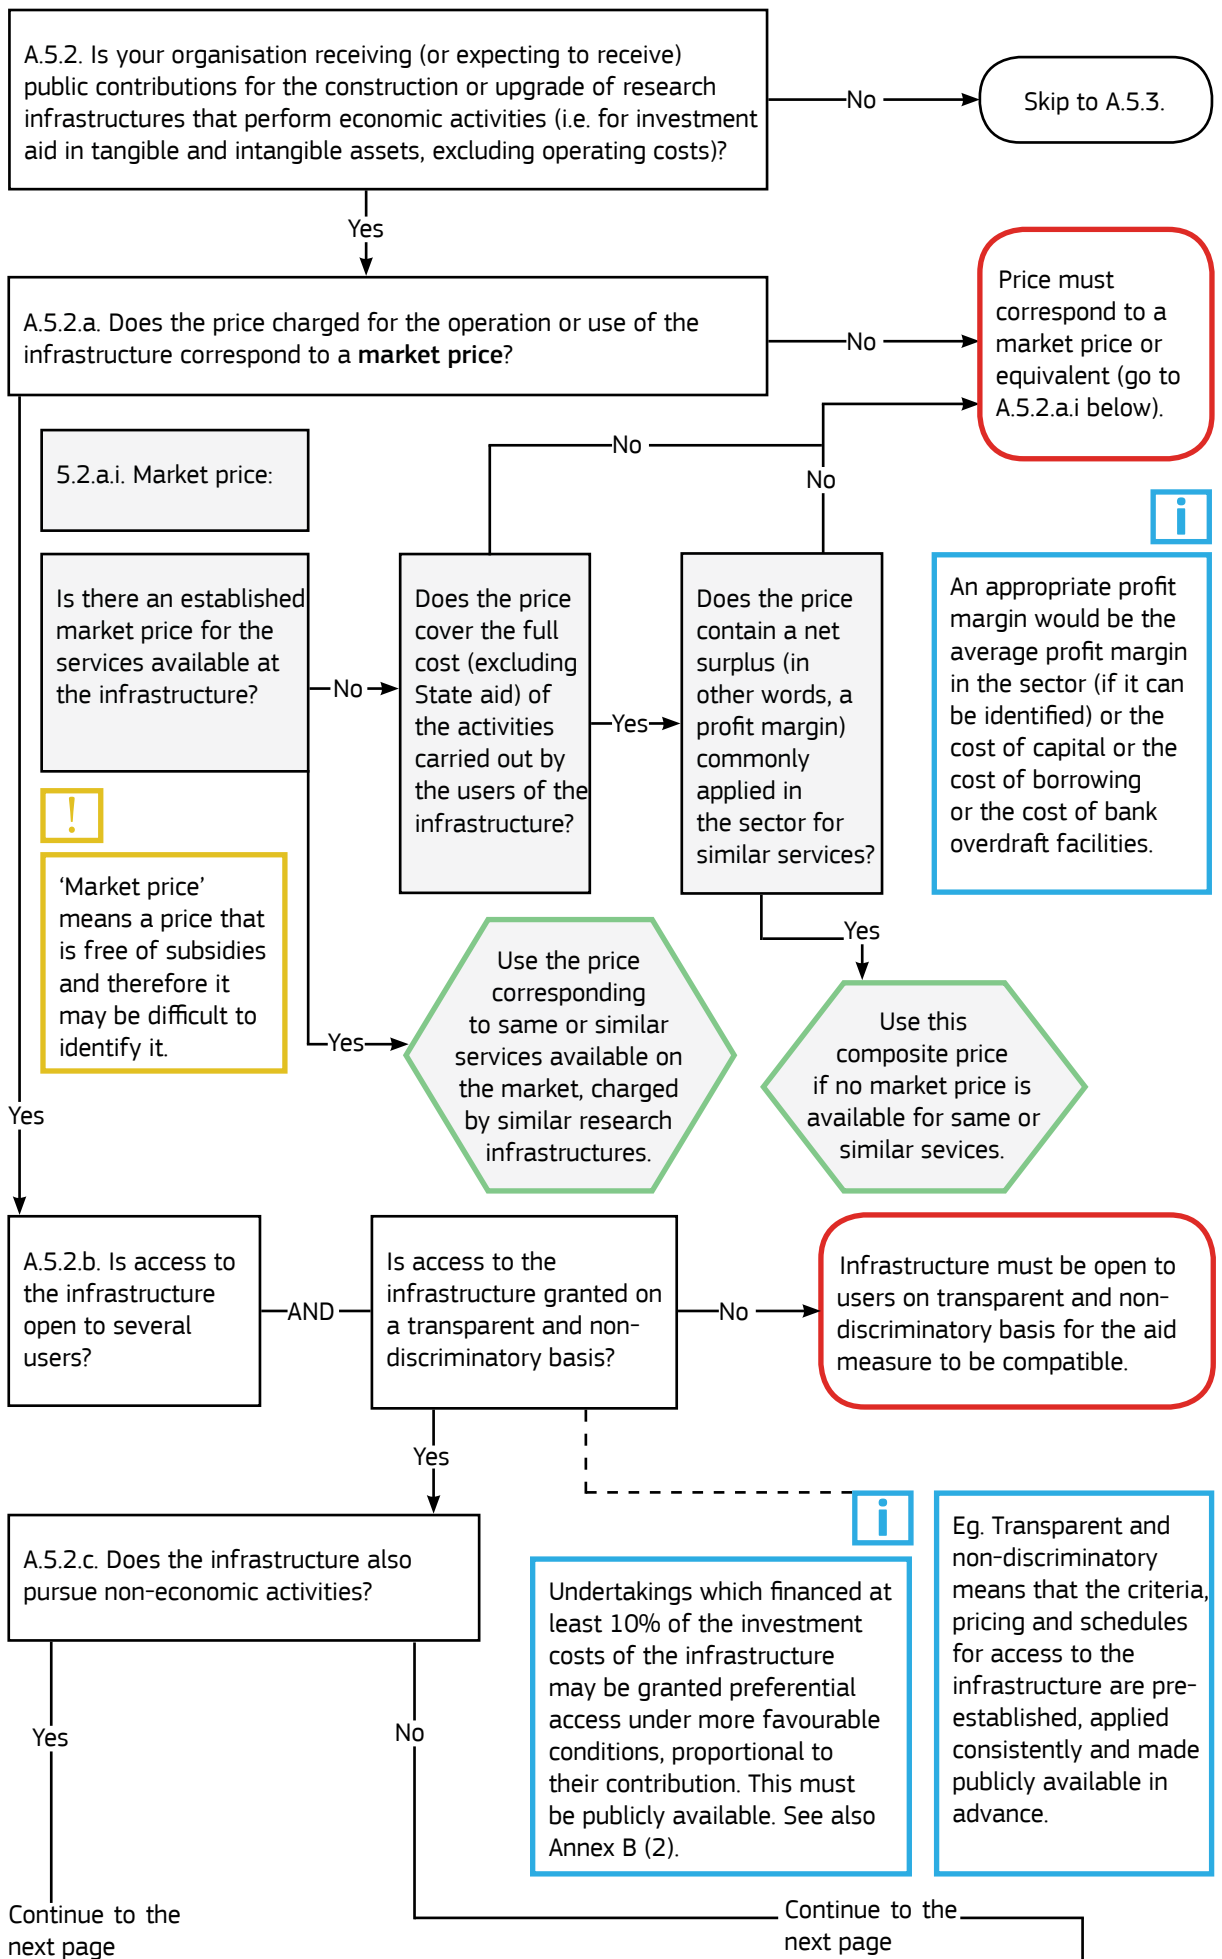 A.5.2. Is your organisation receiving (or expecting to receive)
public contributions for the construction or upgrade of research
infrastructures that perform economic activities (i.e. for investment
aid in tangible and intangible assets, excluding operating costs)?
No
Skip to A.5.3.
Yes
A.5.2.a. Does the price charged for the operation or use of the
infrastructure correspond to a market price?
No
Price must
correspond to a
market price or
equivalent (go to
A.5.2.a.i below).
5.2.a.i. Market price:
No
No
Is there an established
market price for the
services available at
the infrastructure?
No
Does the price
cover the full
cost (excluding
State aid) of
the activities
carried out by
the users of the
infrastructure?
Yes
Does the price
contain a net
surplus (in
other words, a
profit margin)
commonly
applied in
the sector for
similar services?
i
An appropriate profit
margin would be the
average profit margin
in the sector (if it can
be identified) or the
cost of capital or the
cost of borrowing
or the cost of bank
overdraft facilities.
!
‘Market price’
means a price that
is free of subsidies
and therefore it
may be difficult to
identify it.
Yes
Use the price
corresponding
to same or similar
services available on
the market, charged
by similar research
infrastructures.
Yes
Use this
composite price
if no market price is
available for same or
similar sevices.
Yes
A.5.2.b. Is access to
the infrastructure
open to several
users?
AND
Is access to the
infrastructure granted on
a transparent and non-
discriminatory basis?
No
Infrastructure must be open to
users on transparent and non-
discriminatory basis for the aid
measure to be compatible.
Yes
A.5.2.c. Does the infrastructure also
pursue non-economic activities?
i
Undertakings which financed at
least 10% of the investment
costs of the infrastructure
may be granted preferential
access under more favourable
conditions, proportional to
their contribution. This must
be publicly available. See also
Annex B (2).
Eg. Transparent and
non-discriminatory
means that the criteria,
pricing and schedules
for access to the
infrastructure are pre-
established, applied
consistently and made
publicly available in
advance.
Yes
No
Continue to the
next page
Continue to the
next page